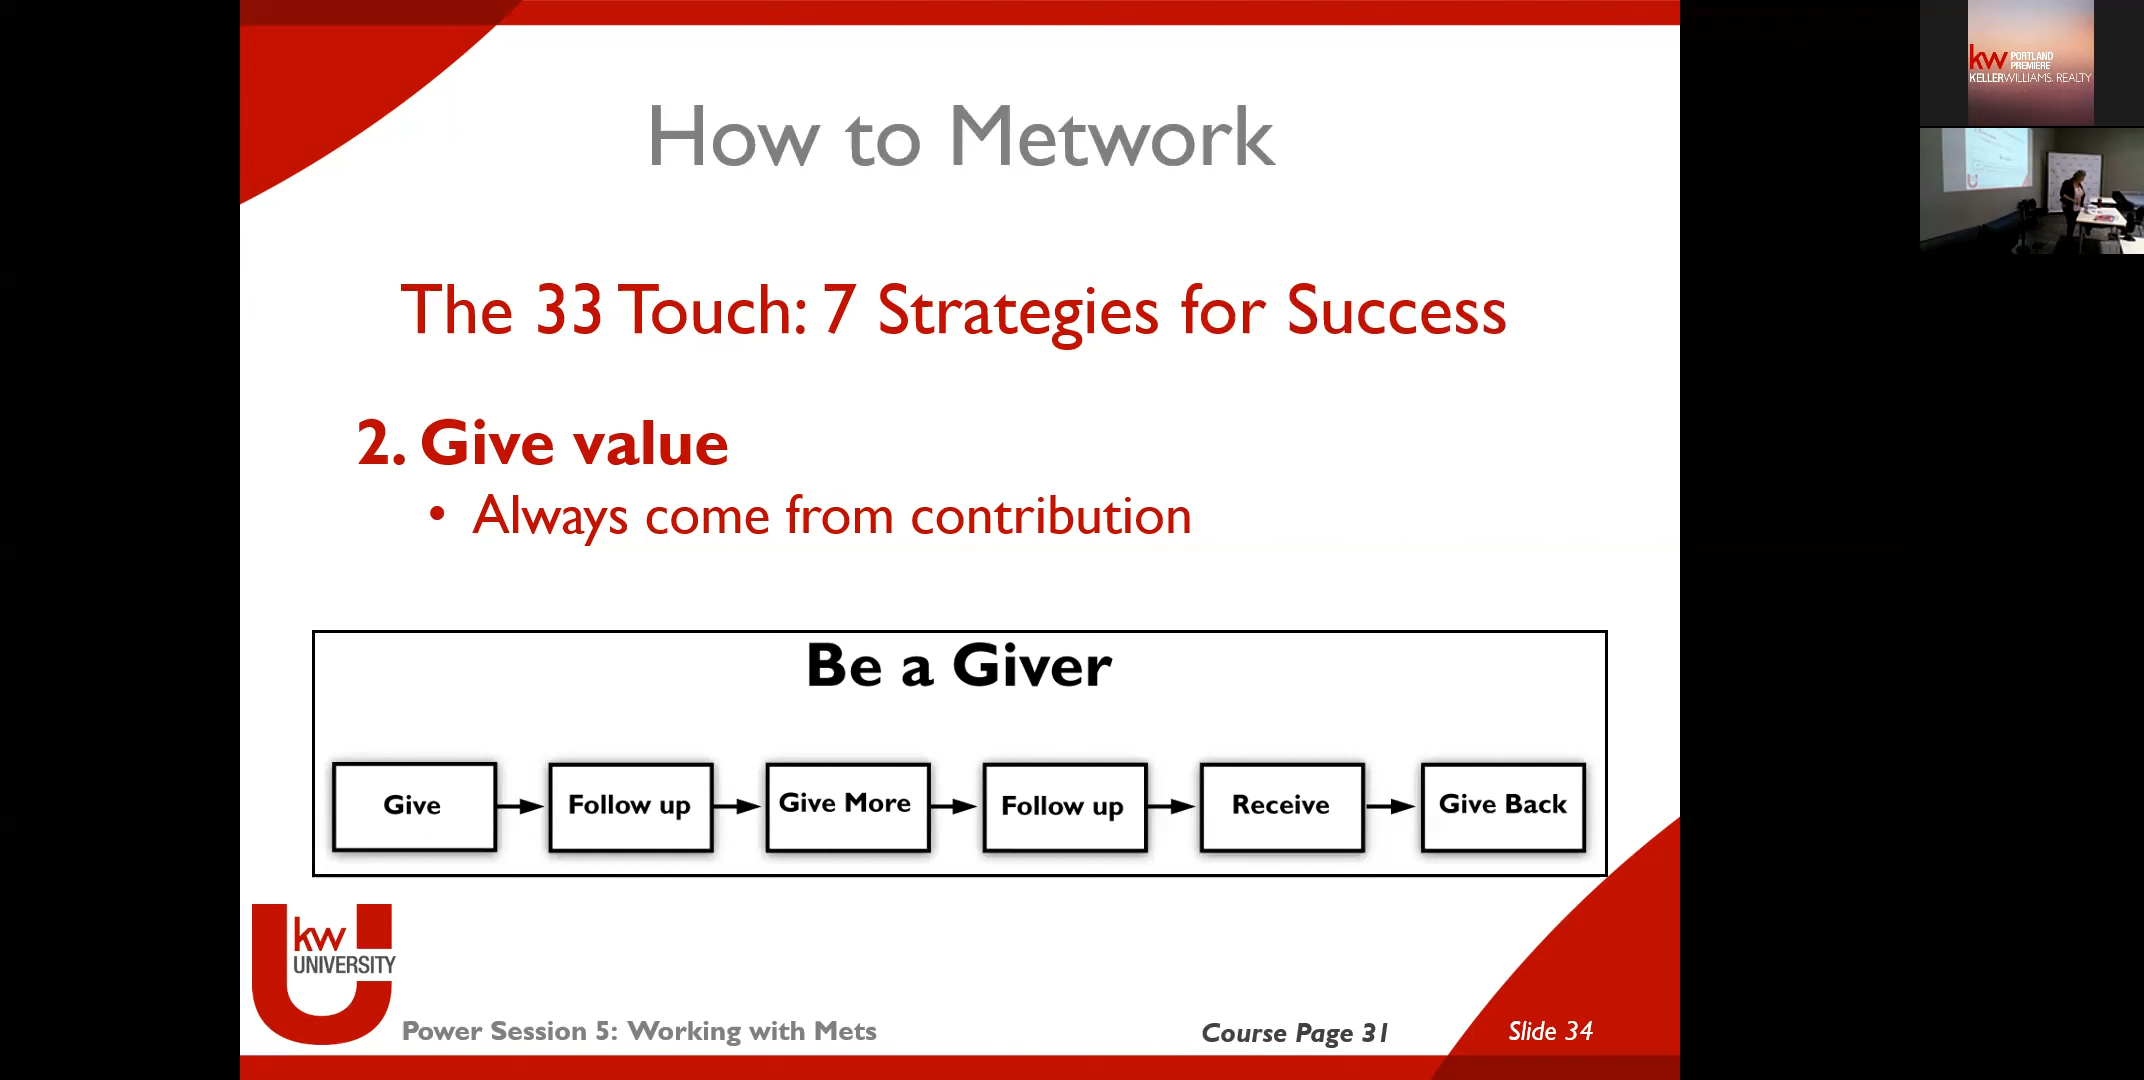 How to Metwork
The 33 Touch: 7 Strategies for Success
2. Give value
• Always come from contribution
Be a Giver
Give
Follow up
Give More
Follow up
Receive
Give Back
kw
UNIVERSITY
Power Session 5: Working with Mets
Course Page 31
Slide 34
kw PORTLAND
PREMIERE
KELLERWILLIAMS. REALTY